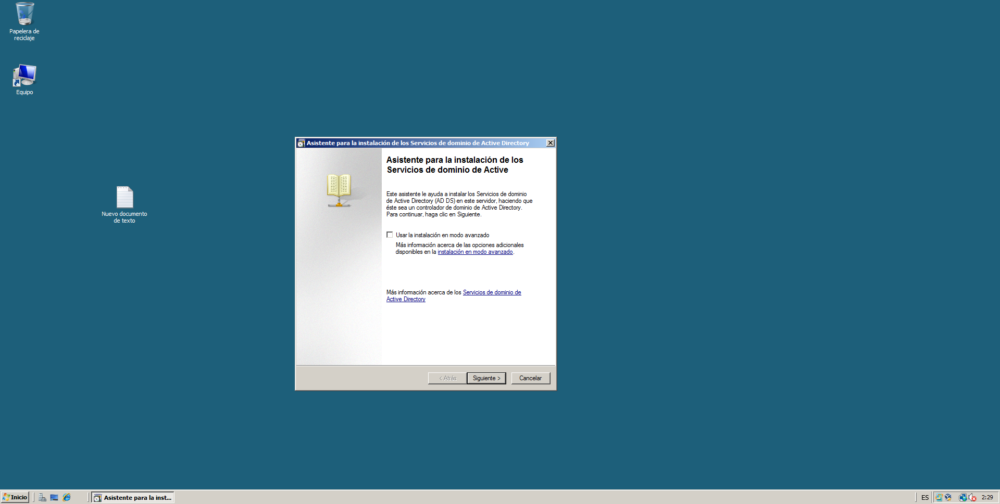 Papelera de
reciclaje
Equipo
Nuevo documento
de texto
Asistente para la instalación de los Servicios de dominio de Active Directory
Asistente para la instalación de los
Servicios de dominio de Active
Este asistente le ayuda a instalar los Servicios de dominio
de Active Directory (AD DS) en este servidor, haciendo que
éste sea un controlador de dominio de Active Directory.
Para continuar, haga clic en Siguiente.
Usar la instalación en modo avanzado
Más información acerca de las opciones adicionales
disponibles en la instalación en modo avanzado.
Más información acerca de los Servicios de dominio de
Active Directory
< Atrás
Siguiente >
Cancelar
Inicio
Asistente para la inst...
ES
2:29